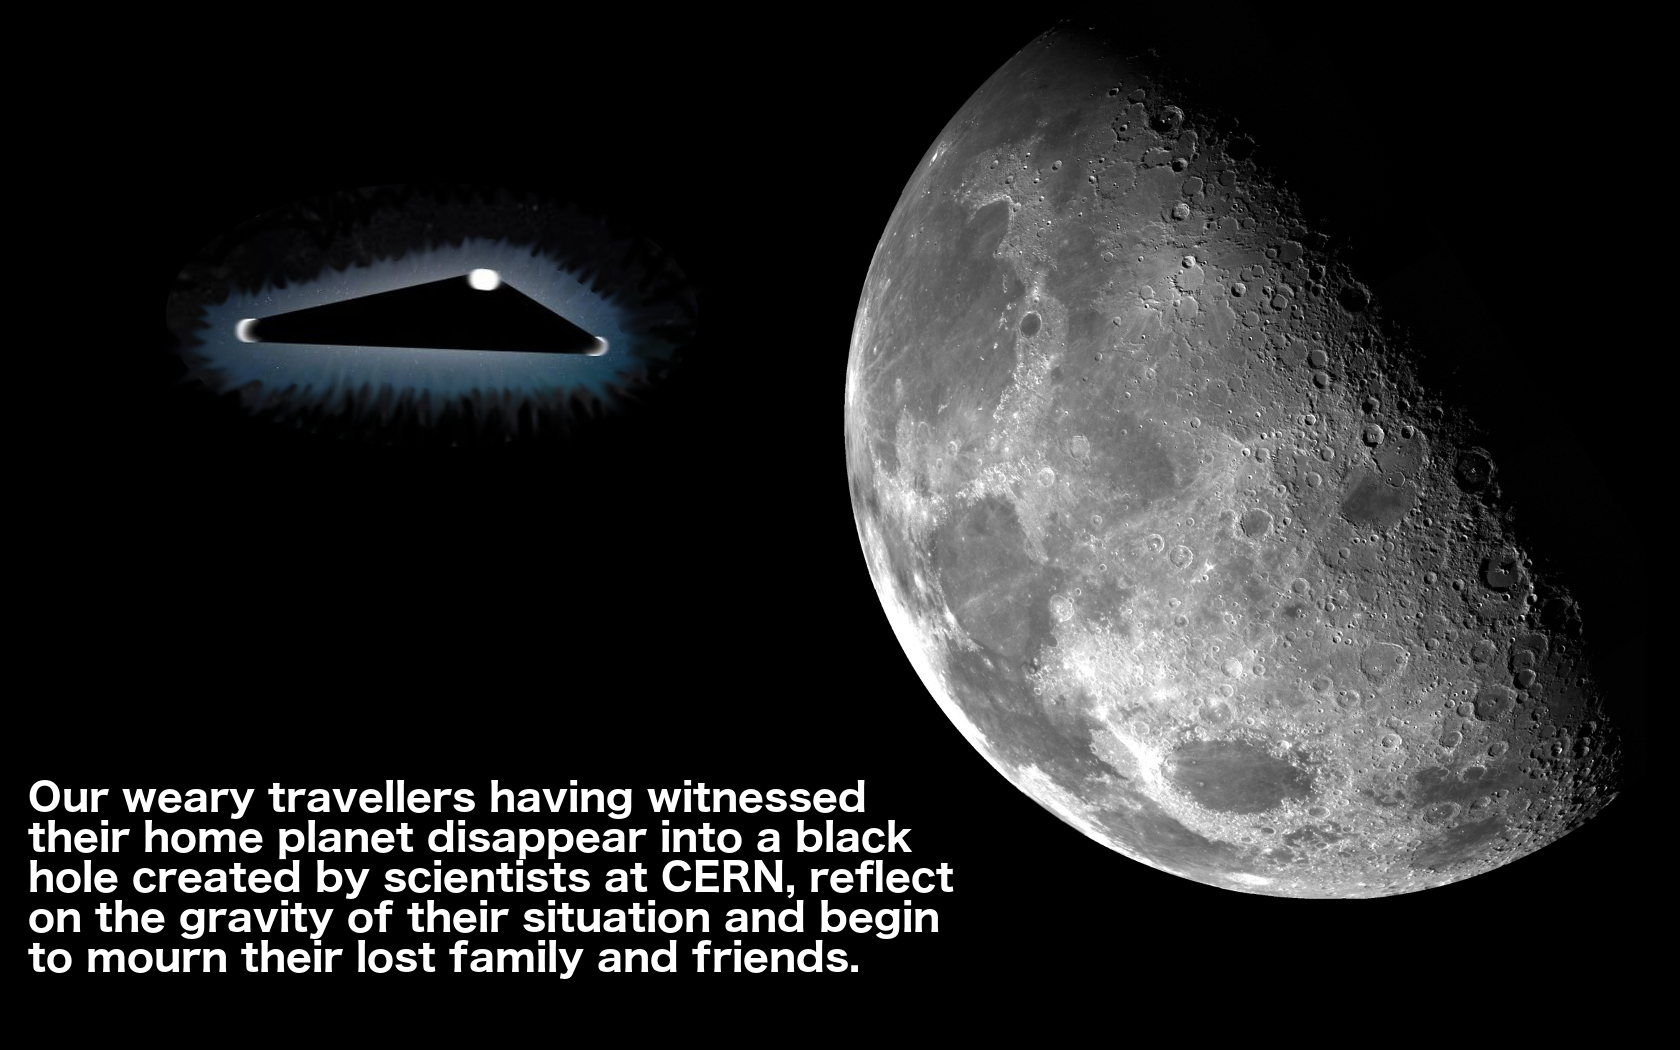 Our weary travellers having witnessed
their home planet disappear into a black
hole created by scientists at CERN, reflect
on the gravity of their situation and begin
to mourn their lost family and friends.